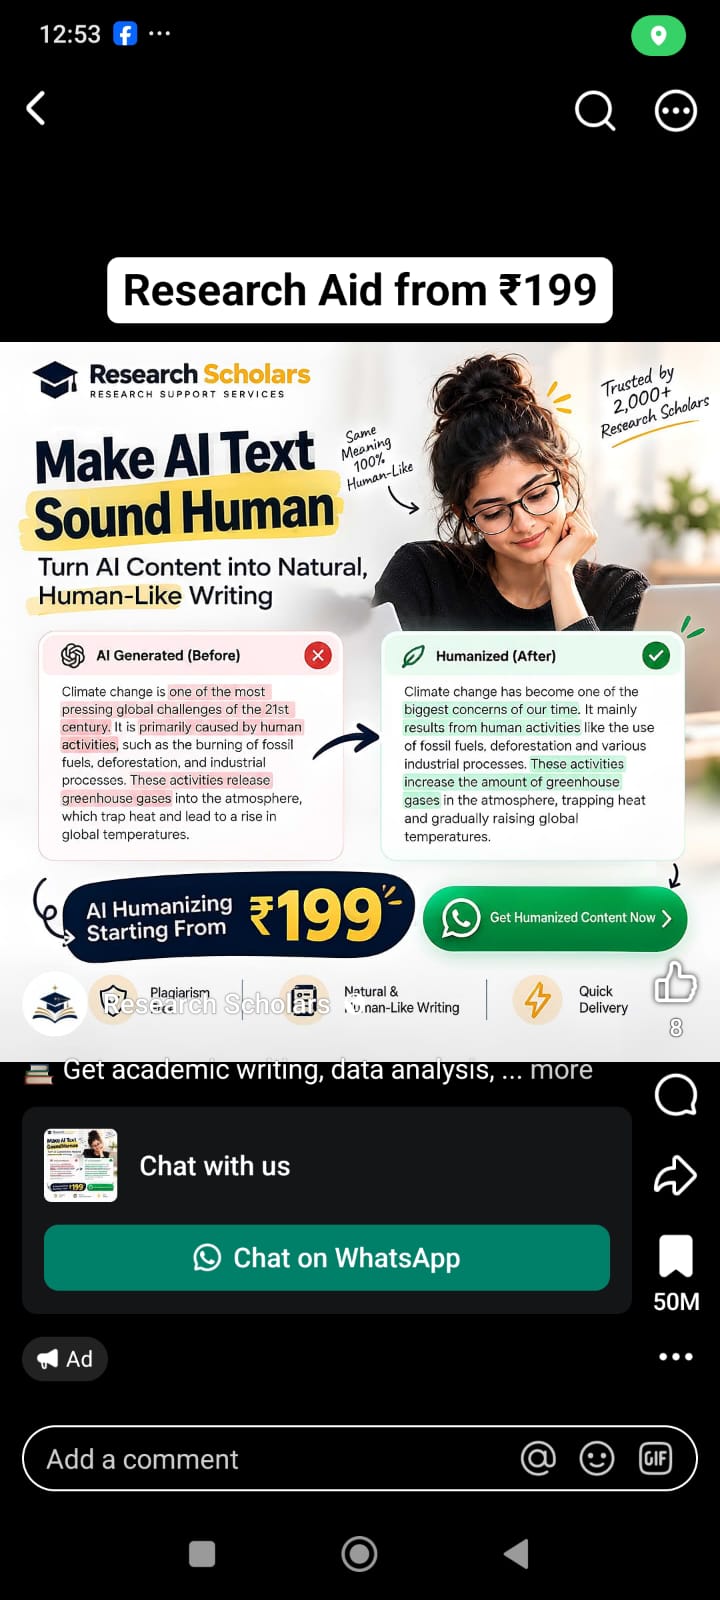 12:53
Research Aid from ₹199
Research Scholars
RESEARCH SUPPORT SERVICES
Trusted by
2,000+
Research Scholars
Make AI Text
Sound Human
Same
Meaning
100%
Human-Like
Turn AI Content into Natural,
Human-Like Writing
AI Generated (Before)
Climate change is one of the most
pressing global challenges of the 21st
century. It is primarily caused by human
activities, such as the burning of fossil
fuels, deforestation, and industrial
processes. These activities release
greenhouse gases into the atmosphere,
which trap heat and lead to a rise in
global temperatures.
Humanized (After)
Climate change has become one of the
biggest concerns of our time. It mainly
results from human activities like the use
of fossil fuels, deforestation and various
industrial processes. These activities
increase the amount of greenhouse
gases in the atmosphere, trapping heat
and gradually raising global
temperatures.
AI Humanizing
Starting From ₹199
Get Humanized Content Now
Plagiarism
Natural &
Human-Like Writing
Quick
Delivery
Research Scholars
8
Get academic writing, data analysis, ... more
Chat with us
Chat on WhatsApp
50M
Ad
Add a comment
GIF